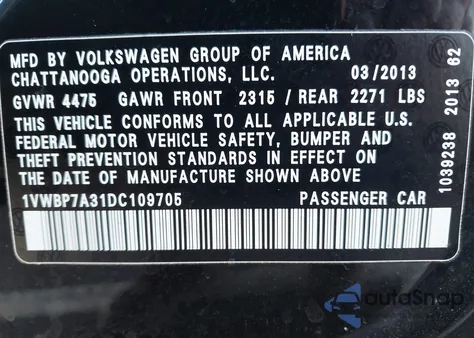 MFD BY VOLKSWAGEN GROUP OF AMERICA
CHATTANOOGA OPERATIONS, LLC. 03/2013
GVWR 4475 GAWR FRONT 2315 / REAR 2271 LBS
THIS VEHICLE CONFORMS TO ALL APPLICABLE U.S.
FEDERAL MOTOR VEHICLE SAFETY, BUMPER AND
THEFT PREVENTION STANDARDS IN EFFECT ON
THE DATE OF MANUFACTURE SHOWN ABOVE
1VWBP7A31DC109705 PASSENGER CAR
1039238 2013 62
autoSnap